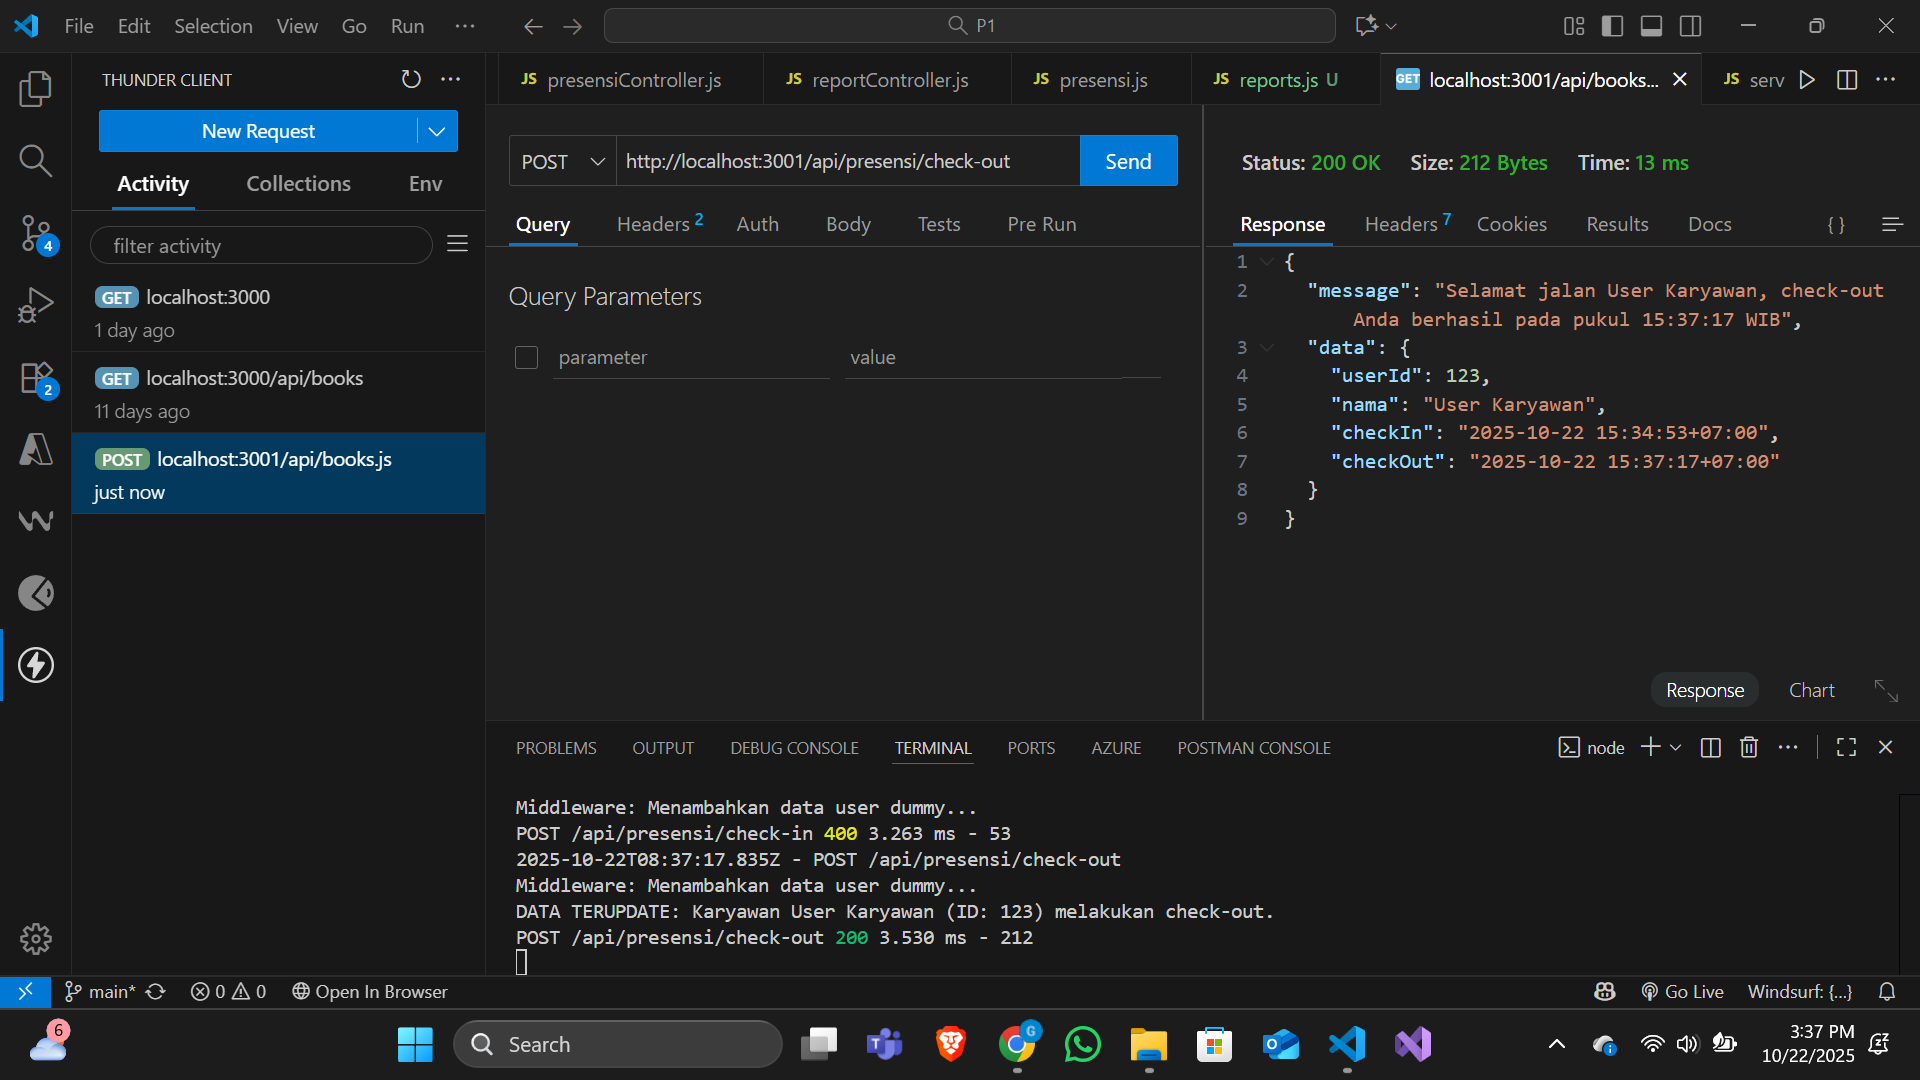 File Edit Selection View Go Run ···
P1
THUNDER CLIENT
New Request
Activity Collections Env
filter activity
GET localhost:3000
1 day ago
GET localhost:3000/api/books
11 days ago
POST localhost:3001/api/books.js
just now
4
2
JS presensiController.js
JS reportController.js
JS presensi.js
JS reports.js U
GET localhost:3001/api/books...
JS serv
POST http://localhost:3001/api/presensi/check-out Send
Query Headers 2 Auth Body Tests Pre Run
Query Parameters
parameter value
Status: 200 OK Size: 212 Bytes Time: 13 ms
Response Headers 7 Cookies Results Docs { }
1 {
2 "message": "Selamat jalan User Karyawan, check-out
Anda berhasil pada pukul 15:37:17 WIB",
3 "data": {
4 "userId": 123,
5 "nama": "User Karyawan",
6 "checkIn": "2025-10-22 15:34:53+07:00",
7 "checkOut": "2025-10-22 15:37:17+07:00"
8 }
9 }
Response Chart
PROBLEMS OUTPUT DEBUG CONSOLE TERMINAL PORTS AZURE POSTMAN CONSOLE
node
Middleware: Menambahkan data user dummy...
POST /api/presensi/check-in 400 3.263 ms - 53
2025-10-22T08:37:17.835Z - POST /api/presensi/check-out
Middleware: Menambahkan data user dummy...
DATA TERUPDATE: Karyawan User Karyawan (ID: 123) melakukan check-out.
POST /api/presensi/check-out 200 3.530 ms - 212
main* 0 0 Open In Browser
Go Live Windsurf: {...}
6
Search
G
3:37 PM
10/22/2025